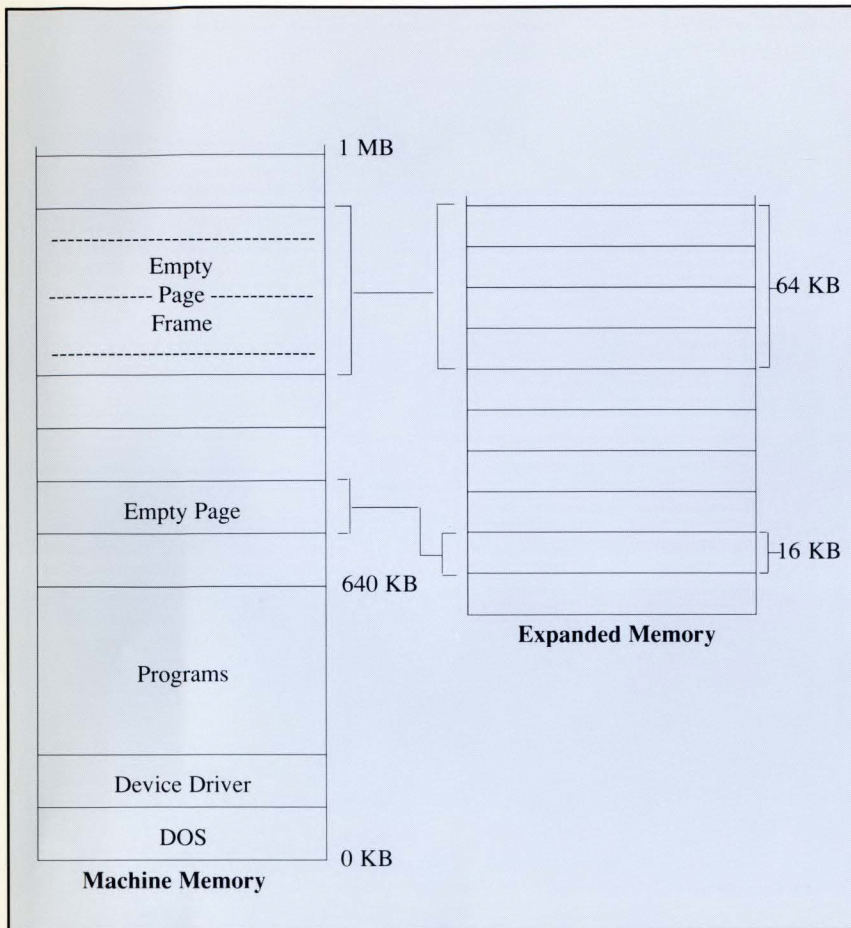 1 MB
Empty
Page
Frame
64 KB
Empty Page
16 KB
640 KB
Expanded Memory
Programs
Device Driver
DOS
0 KB
Machine Memory